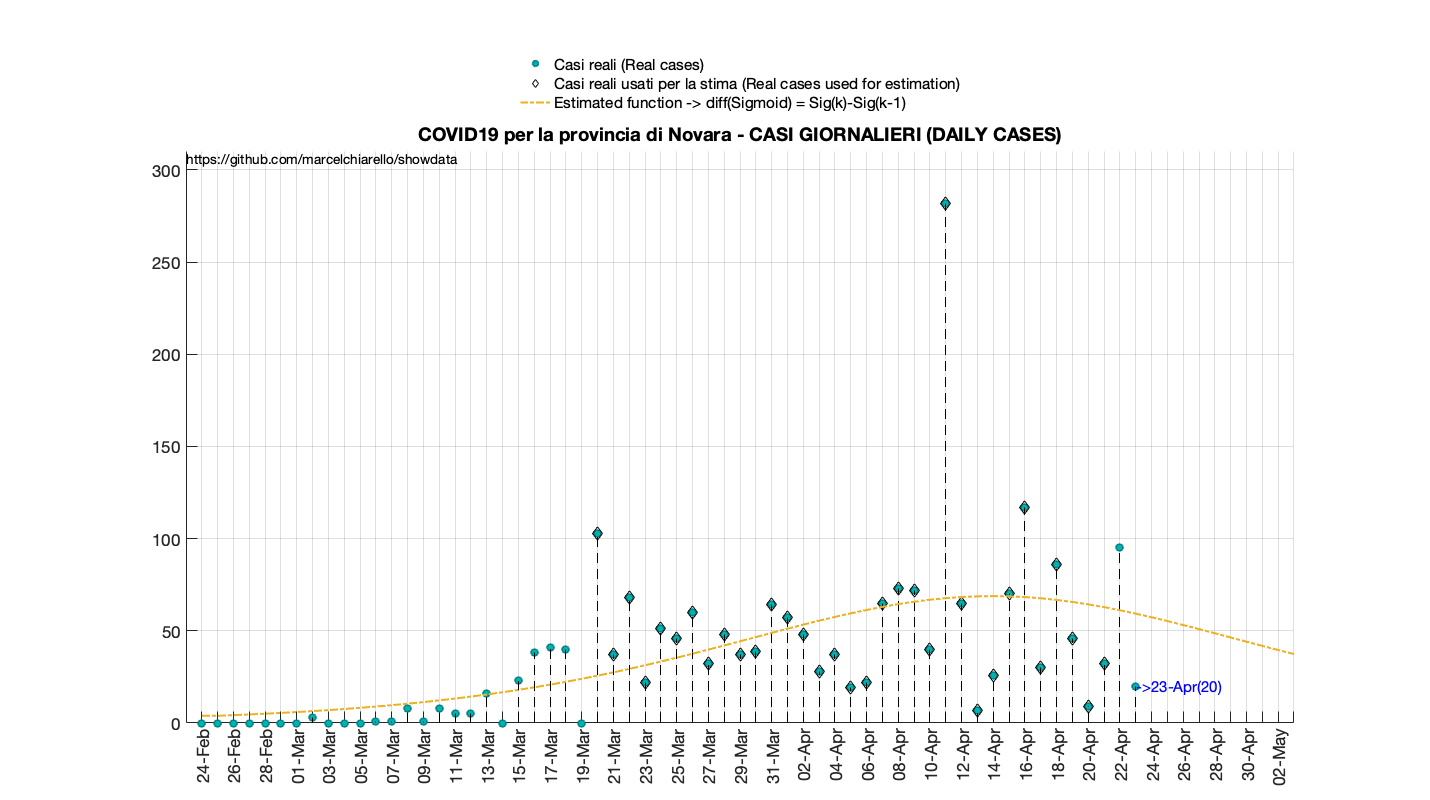 Casi reali (Real cases)
Casi reali usati per la stima (Real cases used for estimation)
Estimated function -> diff(Sigmoid) = Sig(k)-Sig(k-1)
COVID19 per la provincia di Novara - CASI GIORNALIERI (DAILY CASES)
https://github.com/marcelchiarello/showdata
300
250
200
150
100
50
0
->23-Apr(20)
24-Feb
26-Feb
28-Feb
01-Mar
03-Mar
05-Mar
07-Mar
09-Mar
11-Mar
13-Mar
15-Mar
17-Mar
19-Mar
21-Mar
23-Mar
25-Mar
27-Mar
29-Mar
31-Mar
02-Apr
04-Apr
06-Apr
08-Apr
10-Apr
12-Apr
14-Apr
16-Apr
18-Apr
20-Apr
22-Apr
24-Apr
26-Apr
28-Apr
30-Apr
02-May